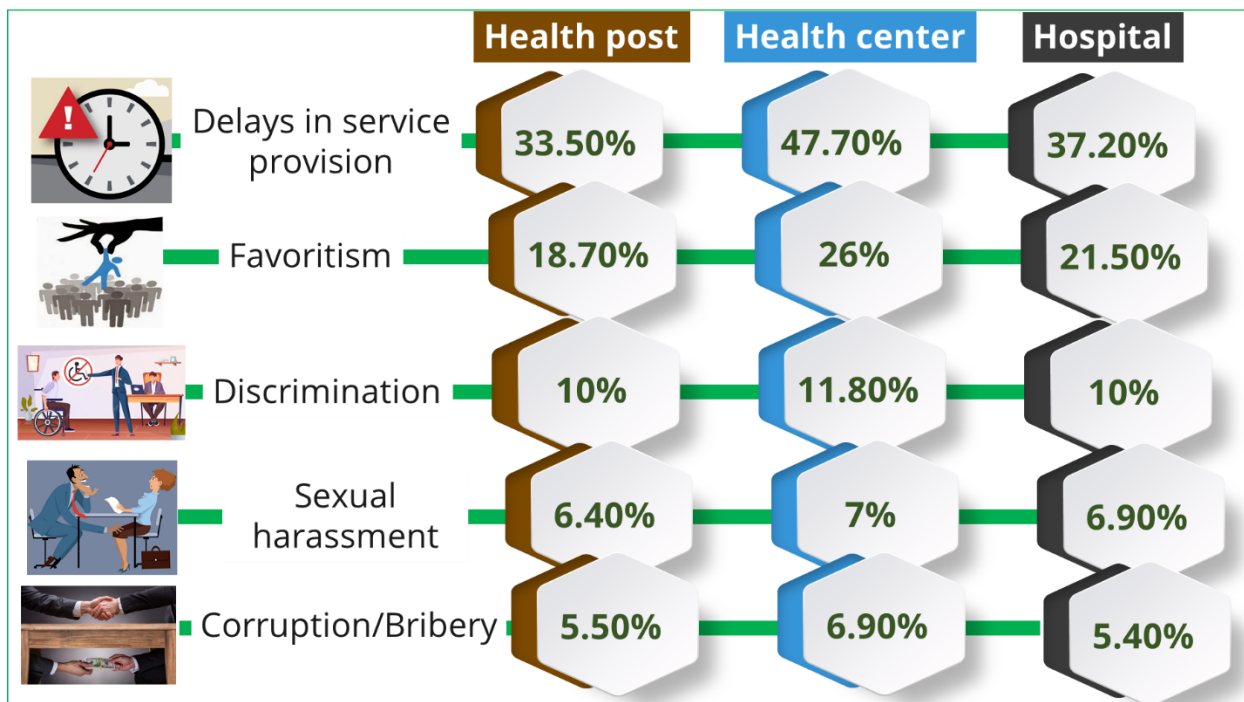 Health post Health center Hospital
Delays in service
provision
33.50% 47.70% 37.20%
Favoritism 18.70% 26% 21.50%
Discrimination 10% 11.80% 10%
Sexual
harassment
6.40% 7% 6.90%
Corruption/Bribery 5.50% 6.90% 5.40%
!